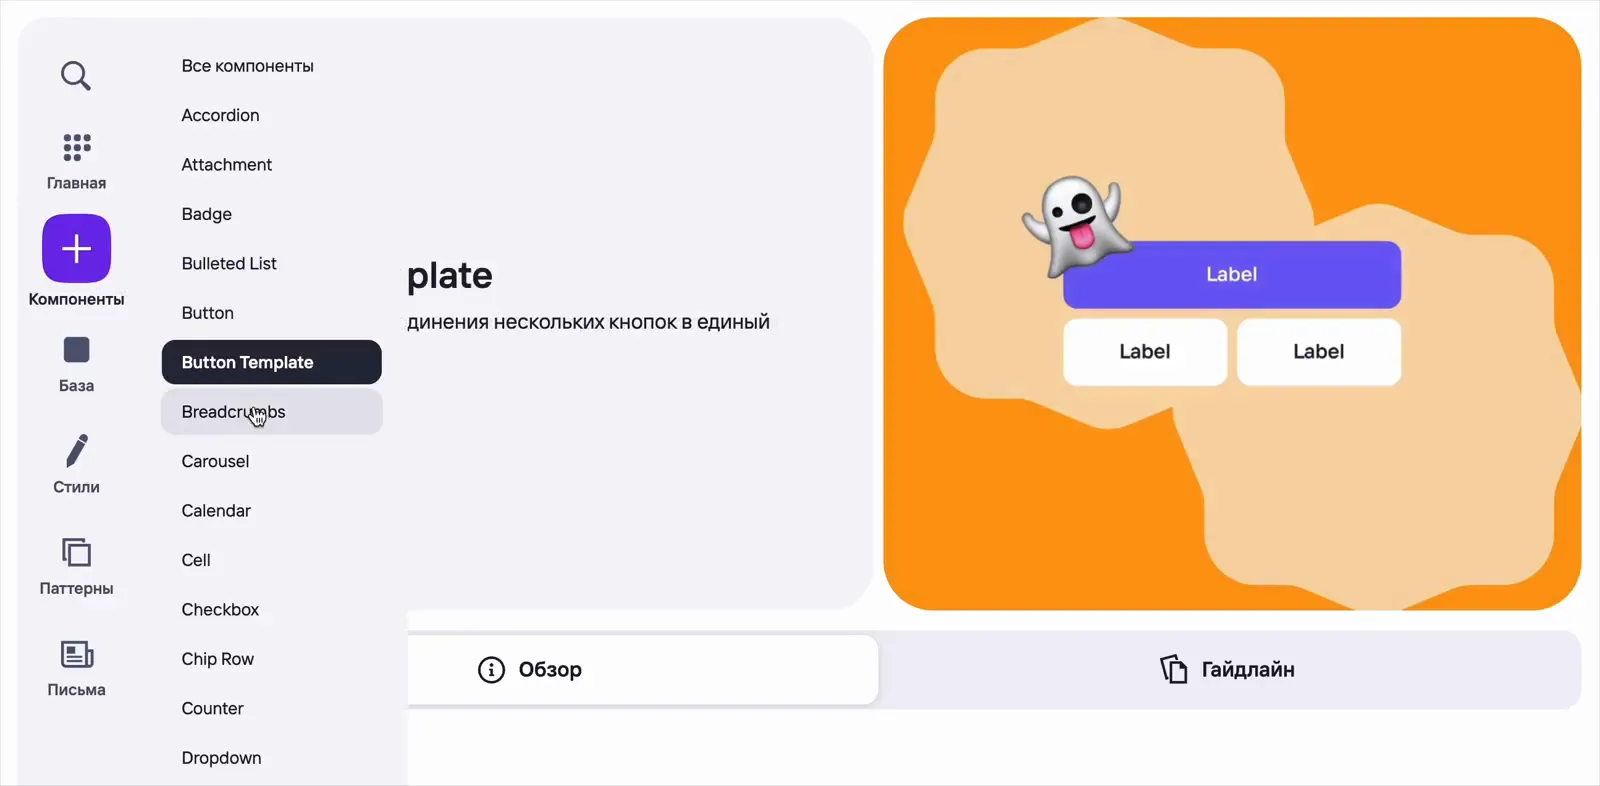 Главная
Компоненты
База
Стили
Паттерны
Письма
Все компоненты
Accordion
Attachment
Badge
Bulleted List
Button
Button Template
Breadcrumbs
Carousel
Calendar
Cell
Checkbox
Chip Row
Counter
Dropdown
plate
динения нескольких кнопок в единый
Label
Label
Label
Обзор
Гайдлайн